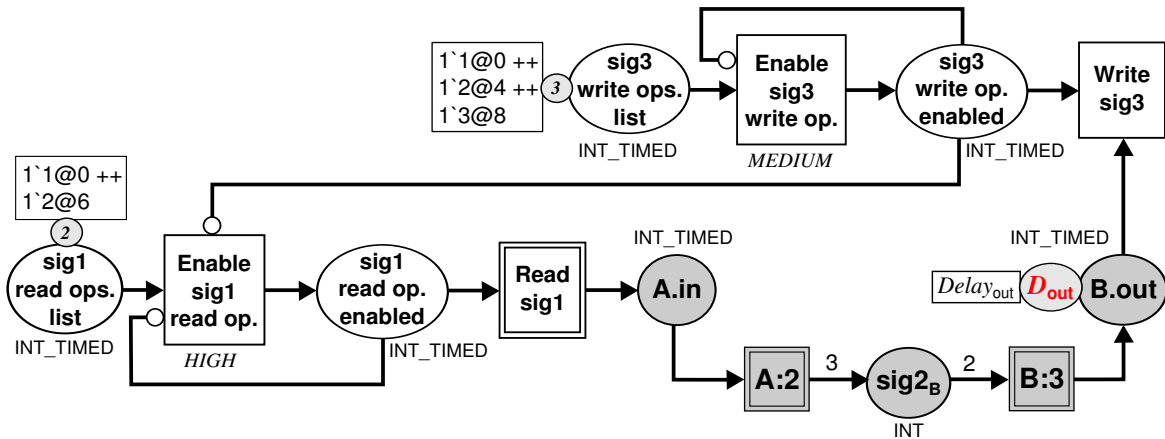 1`1@0 ++
1`2@4 ++
1`3@8
3
sig3
write ops.
list
INT_TIMED
Enable
sig3
write op.
MEDIUM
sig3
write op.
enabled
INT_TIMED
Write
sig3
1`1@0 ++
1`2@6
2
sig1
read ops.
list
INT_TIMED
Enable
sig1
read op.
HIGH
sig1
read op.
enabled
INT_TIMED
Read
sig1
INT_TIMED
A.in
INT_TIMED
Delayout
Dout
B.out
A:2
3
sig2B
INT
2
B:3